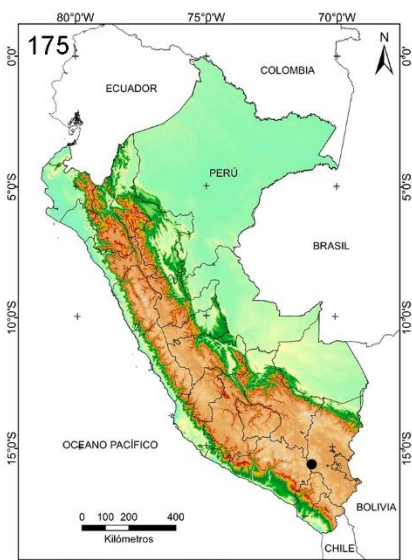 175
80°0'W 75°0'W 70°0'W
N
COLOMBIA
ECUADOR
0°0' 0°0'
PERÚ
5°0'S 5°0'S
BRASIL
10°0'S 10°0'S
OCEANO PACÍFICO
15°0'S 15°0'S
BOLIVIA
0 100 200 400
Kilómetros
CHILE